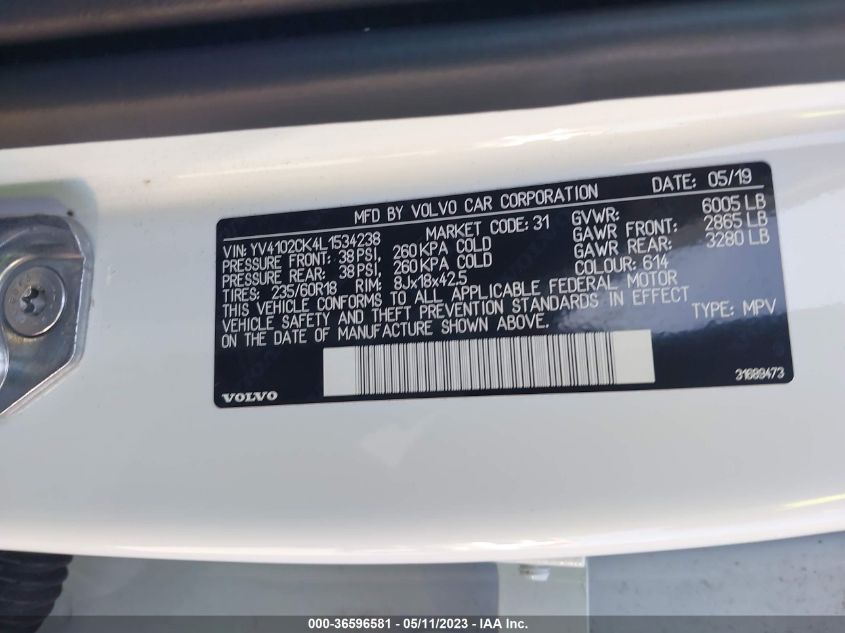 MFD BY VOLVO CAR CORPORATION DATE: 05/19
VIN: YV4102CK4L1534238 MARKET CODE: 31 GVWR: 6005 LB
PRESSURE FRONT: 38 PSI, 260 KPA COLD GAWR FRONT: 2865 LB
PRESSURE REAR: 38 PSI, 260 KPA COLD GAWR REAR: 3280 LB
TIRES: 235/60R18 RIM: 8Jx18x42.5 COLOUR: 614
THIS VEHICLE CONFORMS TO ALL APPLICABLE FEDERAL MOTOR
VEHICLE SAFETY AND THEFT PREVENTION STANDARDS IN EFFECT
ON THE DATE OF MANUFACTURE SHOWN ABOVE. TYPE: MPV
VOLVO 31689473
000-36596581 - 05/11/2023 - IAA Inc.